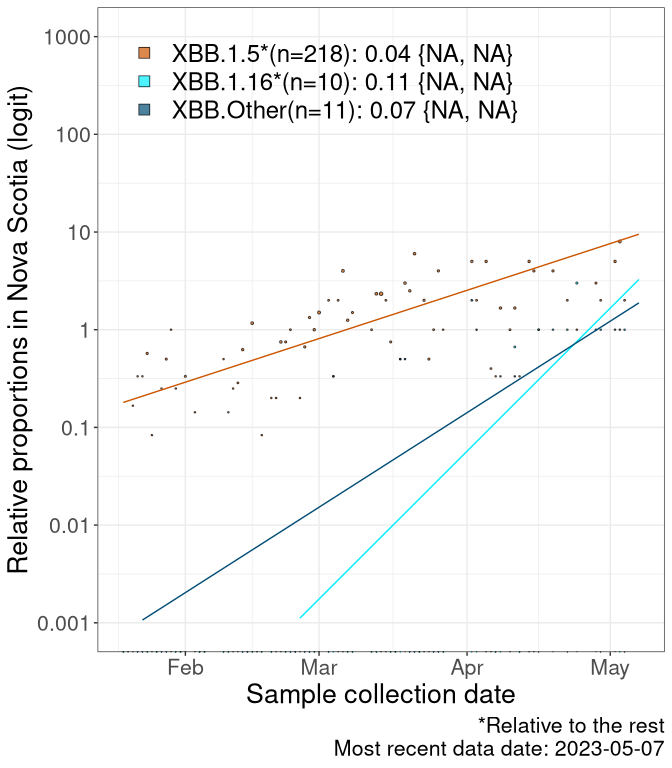 Relative proportions in Nova Scotia (logit)
1000
100
10
1
0.1
0.01
0.001
XBB.1.5*(n=218): 0.04 {NA, NA}
XBB.1.16*(n=10): 0.11 {NA, NA}
XBB.Other(n=11): 0.07 {NA, NA}
Feb Mar Apr May
Sample collection date
*Relative to the rest
Most recent data date: 2023-05-07